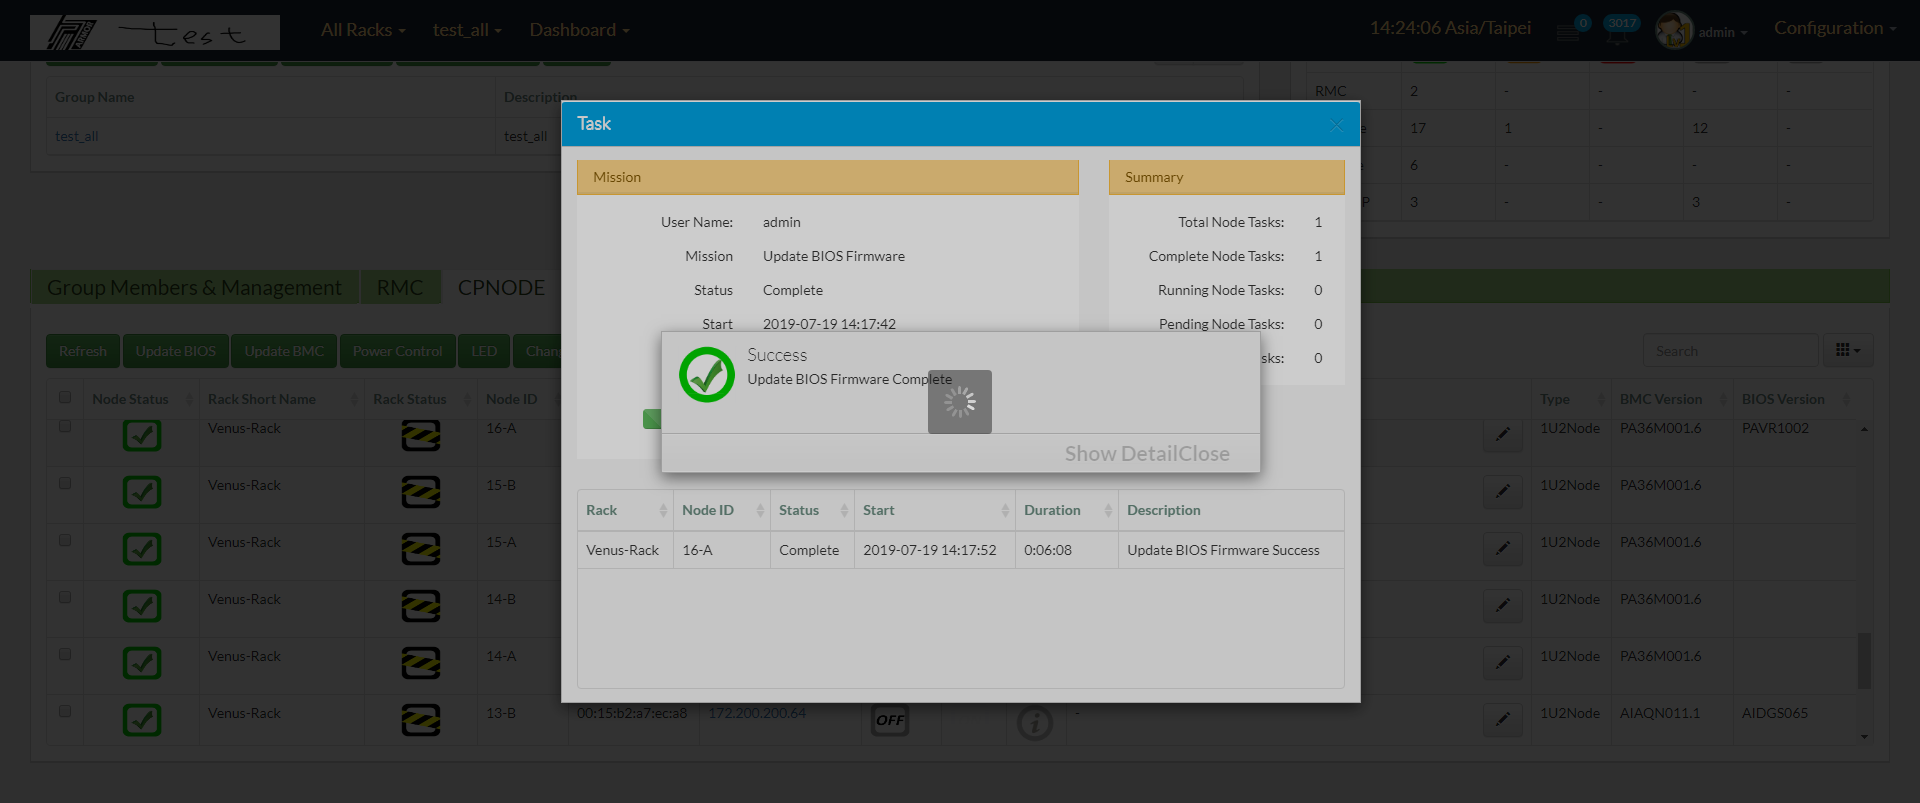 test
All Racks
test_all
Dashboard
14:24:06 Asia/Taipei
0
3017
admin
Configuration
Group Name
Description
test_all
test_all
RMC 2 - - - -
17 1 - 12 -
6 - - - -
3 - - 3 -
Task
Mission
User Name: admin
Mission Update BIOS Firmware
Status Complete
Start 2019-07-19 14:17:42
Summary
Total Node Tasks: 1
Complete Node Tasks: 1
Running Node Tasks: 0
Pending Node Tasks: 0
sks: 0
Success
Update BIOS Firmware Complete
Show Detail Close
Rack Node ID Status Start Duration Description
Venus-Rack 16-A Complete 2019-07-19 14:17:52 0:06:08 Update BIOS Firmware Success
Group Members & Management
RMC
CPNODE
Refresh
Update BIOS
Update BMC
Power Control
LED
Chan
Search
Node Status Rack Short Name Rack Status Node ID Type BMC Version BIOS Version
Venus-Rack 16-A 1U2Node PA36M001.6 PAVR1002
Venus-Rack 15-B 1U2Node PA36M001.6
Venus-Rack 15-A 1U2Node PA36M001.6
Venus-Rack 14-B 1U2Node PA36M001.6
Venus-Rack 14-A 1U2Node PA36M001.6
Venus-Rack 13-B 00:15:b2:a7:ec:a8 172.200.200.64 OFF - 1U2Node AIAQN011.1 AIDGS065